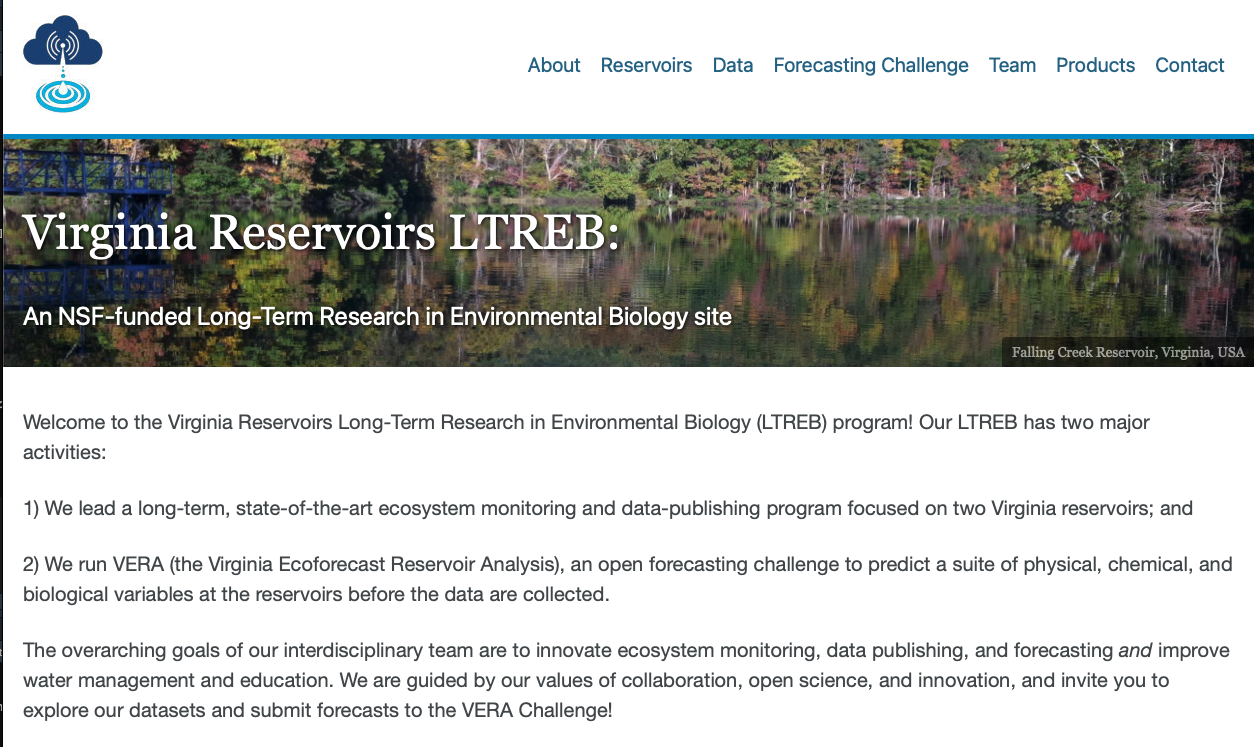 About Reservoirs Data Forecasting Challenge Team Products Contact
Virginia Reservoirs LTREB:
An NSF-funded Long-Term Research in Environmental Biology site
Falling Creek Reservoir, Virginia, USA
Welcome to the Virginia Reservoirs Long-Term Research in Environmental Biology (LTREB) program! Our LTREB has two major
activities:
1) We lead a long-term, state-of-the-art ecosystem monitoring and data-publishing program focused on two Virginia reservoirs; and
2) We run VERA (the Virginia Ecoforecast Reservoir Analysis), an open forecasting challenge to predict a suite of physical, chemical, and
biological variables at the reservoirs before the data are collected.
The overarching goals of our interdisciplinary team are to innovate ecosystem monitoring, data publishing, and forecasting and improve
water management and education. We are guided by our values of collaboration, open science, and innovation, and invite you to
explore our datasets and submit forecasts to the VERA Challenge!